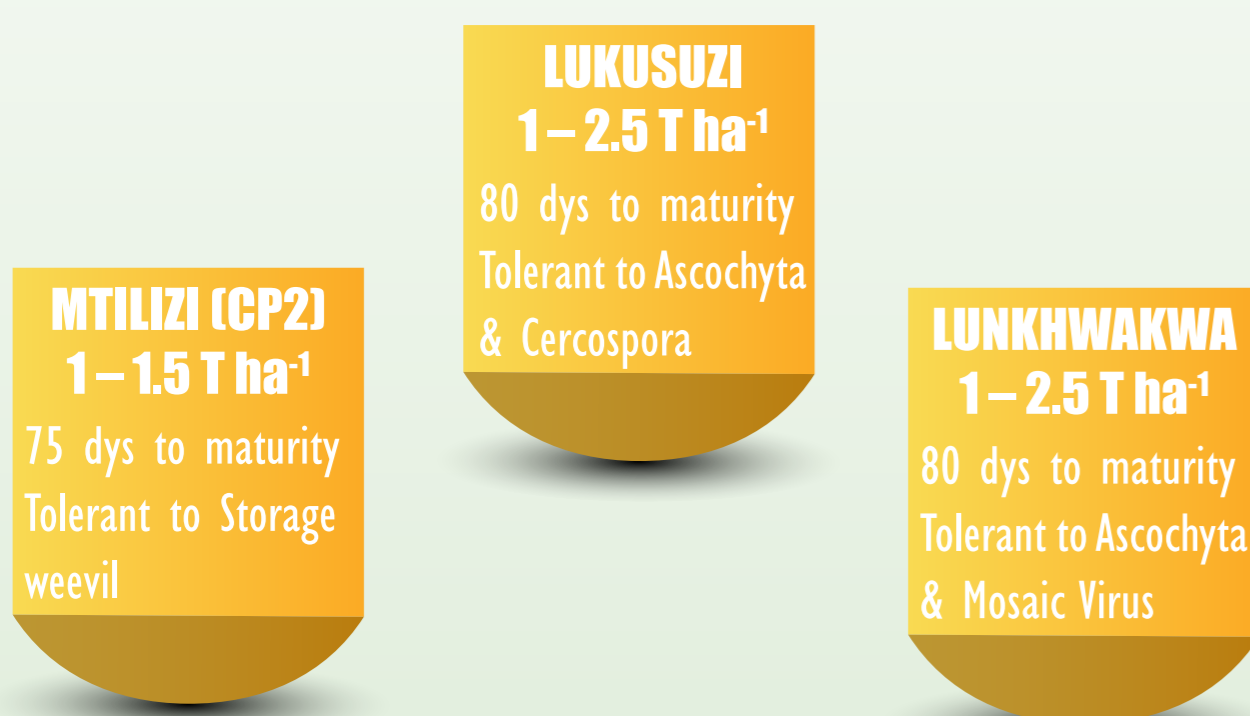 MTILIZI (CP2)
1 – 1.5 T ha-1
75 dys to maturity
Tolerant to Storage
weevil
LUKUSUZI
1 – 2.5 T ha-1
80 dys to maturity
Tolerant to Ascochyta
& Cercospora
LUNKHWAKWA
1 – 2.5 T ha-1
80 dys to maturity
Tolerant to Ascochyta
& Mosaic Virus